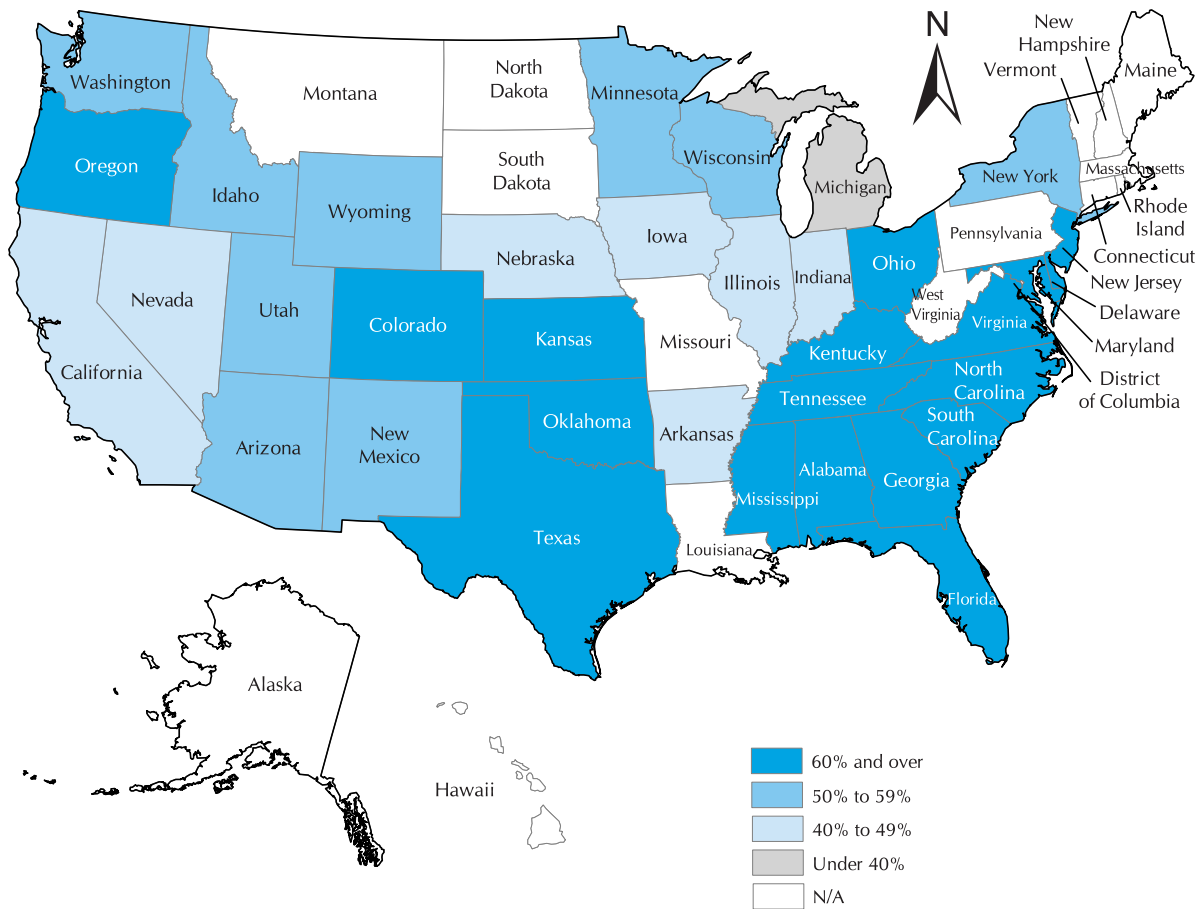 N
New
Hampshire
Vermont
Maine
Washington
Montana
North
Dakota
Minnesota
Oregon
South
Dakota
Wisconsin
Michigan
New York
Massachusetts
Idaho
Wyoming
Rhode
Island
Iowa
Pennsylvania
Connecticut
Nebraska
Ohio
New Jersey
Nevada
Utah
Illinois
Indiana
West
Virginia
Delaware
Colorado
Kansas
Missouri
Virginia
Maryland
California
Kentucky
North
Carolina
District
of Columbia
Tennessee
Oklahoma
Arkansas
South
Carolina
Arizona
New
Mexico
Mississippi
Alabama
Georgia
Texas
Louisiana
Florida
Alaska
Hawaii
60% and over
50% to 59%
40% to 49%
Under 40%
N/A